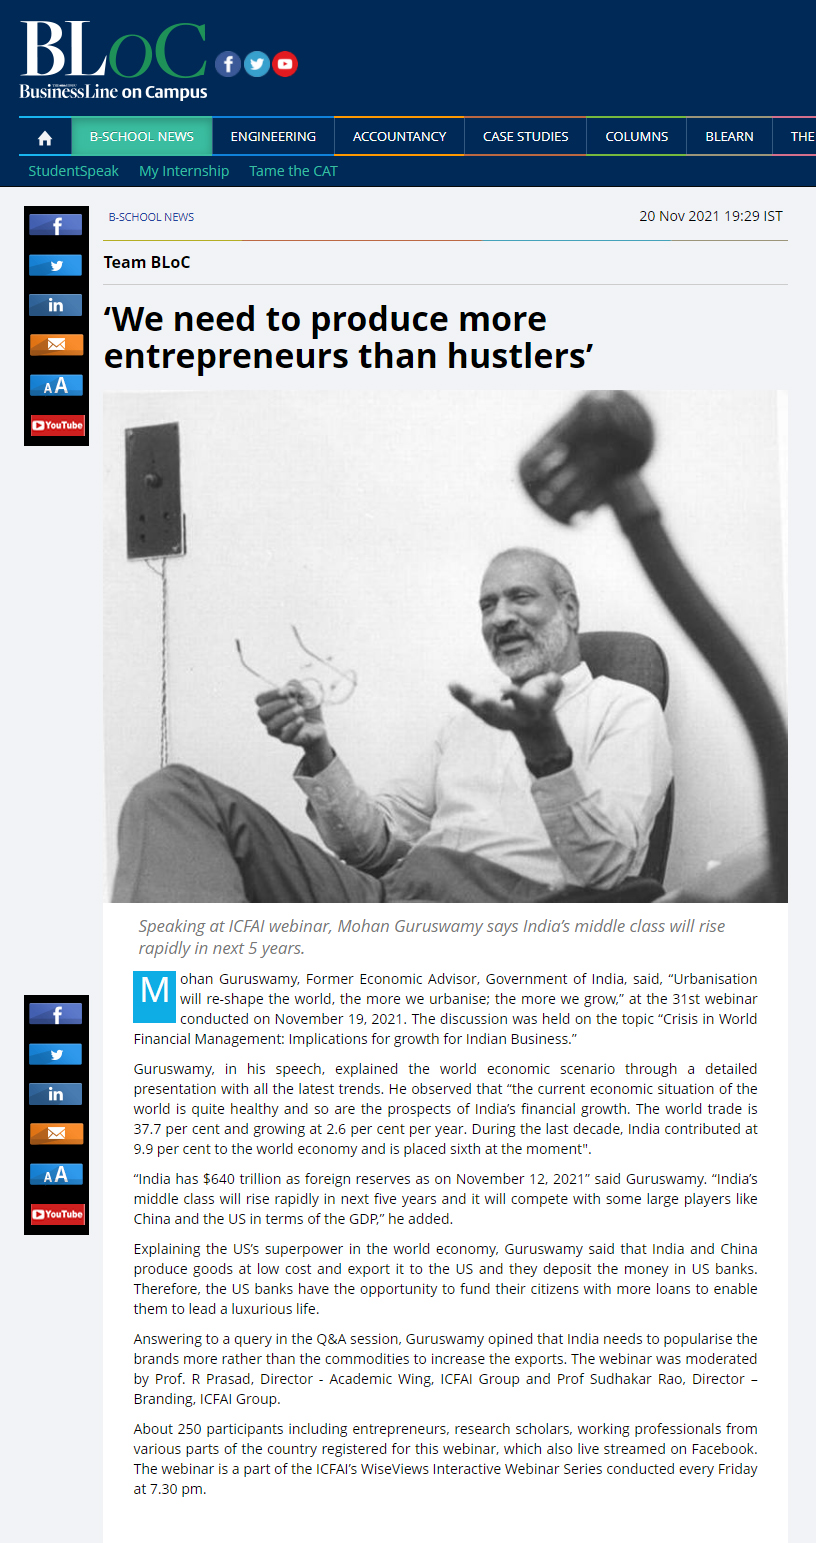 BLoC
BusinessLine on Campus
B-SCHOOL NEWS ENGINEERING ACCOUNTANCY CASE STUDIES COLUMNS BLEARN THE
StudentSpeak My Internship Tame the CAT
B-SCHOOL NEWS 20 Nov 2021 19:29 IST
Team BLoC
‘We need to produce more
entrepreneurs than hustlers’
in
AA
YouTube
Speaking at ICFAI webinar, Mohan Guruswamy says India’s middle class will rise
rapidly in next 5 years.
Mohan Guruswamy, Former Economic Advisor, Government of India, said, “Urbanisation
will re-shape the world, the more we urbanise; the more we grow,” at the 31st webinar
conducted on November 19, 2021. The discussion was held on the topic “Crisis in World
Financial Management: Implications for growth for Indian Business.”
Guruswamy, in his speech, explained the world economic scenario through a detailed
presentation with all the latest trends. He observed that “the current economic situation of the
world is quite healthy and so are the prospects of India’s financial growth. The world trade is
37.7 per cent and growing at 2.6 per cent per year. During the last decade, India contributed at
9.9 per cent to the world economy and is placed sixth at the moment".
“India has $640 trillion as foreign reserves as on November 12, 2021” said Guruswamy. “India’s
middle class will rise rapidly in next five years and it will compete with some large players like
China and the US in terms of the GDP,” he added.
Explaining the US’s superpower in the world economy, Guruswamy said that India and China
produce goods at low cost and export it to the US and they deposit the money in US banks.
Therefore, the US banks have the opportunity to fund their citizens with more loans to enable
them to lead a luxurious life.
Answering to a query in the Q&A session, Guruswamy opined that India needs to popularise the
brands more rather than the commodities to increase the exports. The webinar was moderated
by Prof. R Prasad, Director - Academic Wing, ICFAI Group and Prof Sudhakar Rao, Director –
Branding, ICFAI Group.
About 250 participants including entrepreneurs, research scholars, working professionals from
various parts of the country registered for this webinar, which also live streamed on Facebook.
The webinar is a part of the ICFAI’s WiseViews Interactive Webinar Series conducted every Friday
at 7.30 pm.
in
AA
YouTube